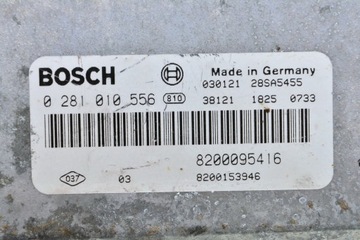 BOSCH Made in Germany
030121 28SA5455
0 281 010 556 810 38121 1825 0733
8200095416
037 03 8200153946